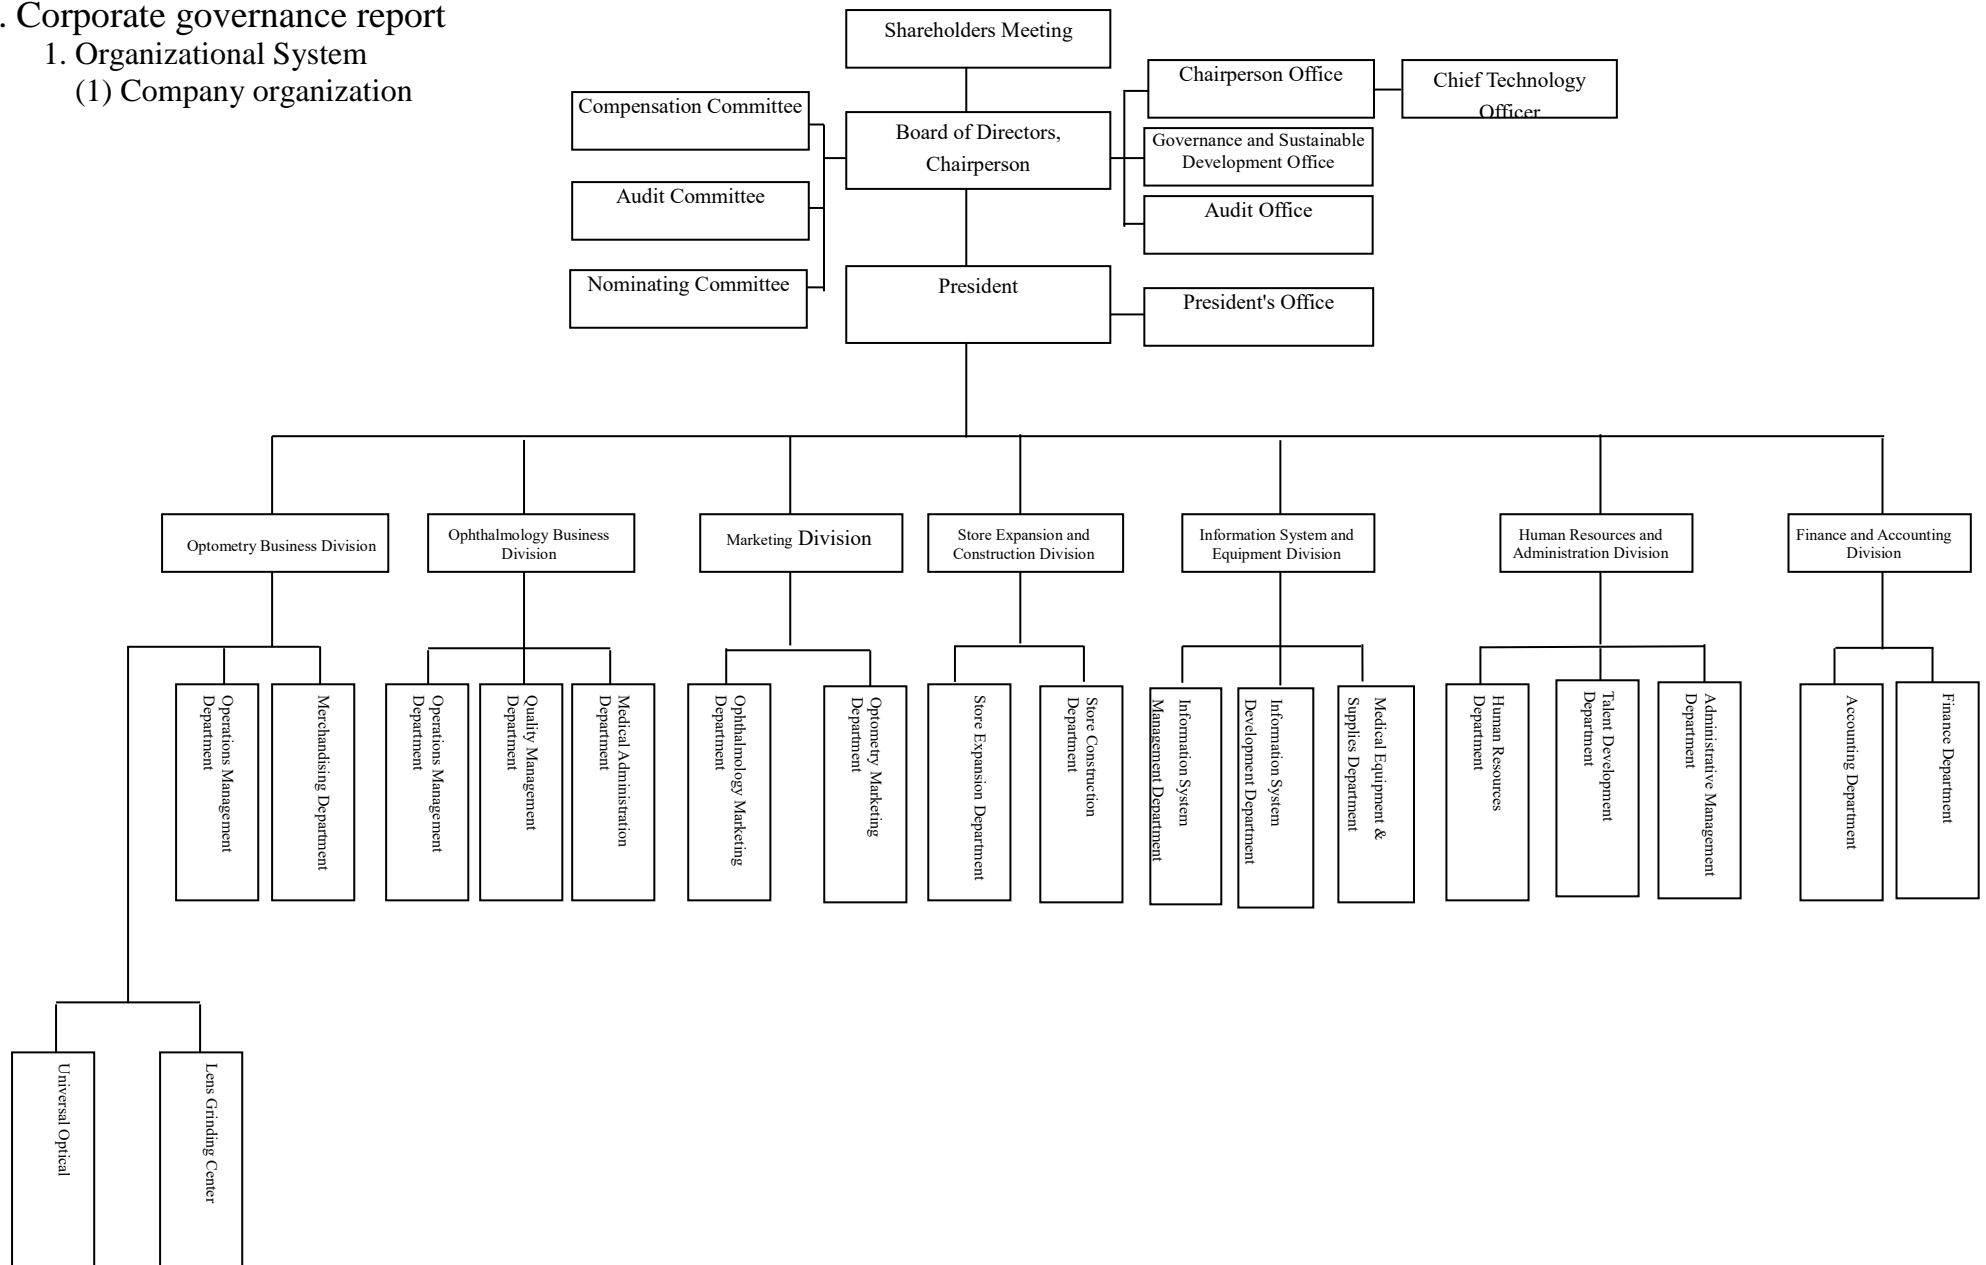 . Corporate governance report
1. Organizational System
(1) Company organization
Shareholders Meeting
Chairperson Office
Chief Technology
Officer
Compensation Committee
Board of Directors,
Chairperson
Governance and Sustainable
Development Office
Audit Committee
Audit Office
Nominating Committee
President
President's Office
Optometry Business Division
Ophthalmology Business
Division
Marketing Division
Store Expansion and
Construction Division
Information System and
Equipment Division
Human Resources and
Administration Division
Finance and Accounting
Division
Operations Management
Department
Merchandising Department
Operations Management
Department
Quality Management
Department
Medical Administration
Department
Ophthalmology Marketing
Department
Optometry Marketing
Department
Store Expansion Department
Store Construction
Department
Information System
Management Department
Information System
Development Department
Medical Equipment &
Supplies Department
Human Resources
Department
Talent Development
Department
Administrative Management
Department
Accounting Department
Finance Department
Universal Optical
Lens Grinding Center